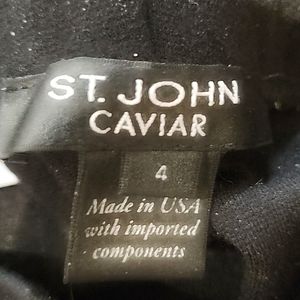 ST. JOHN
CAVIAR
4
Made in USA
with imported
components